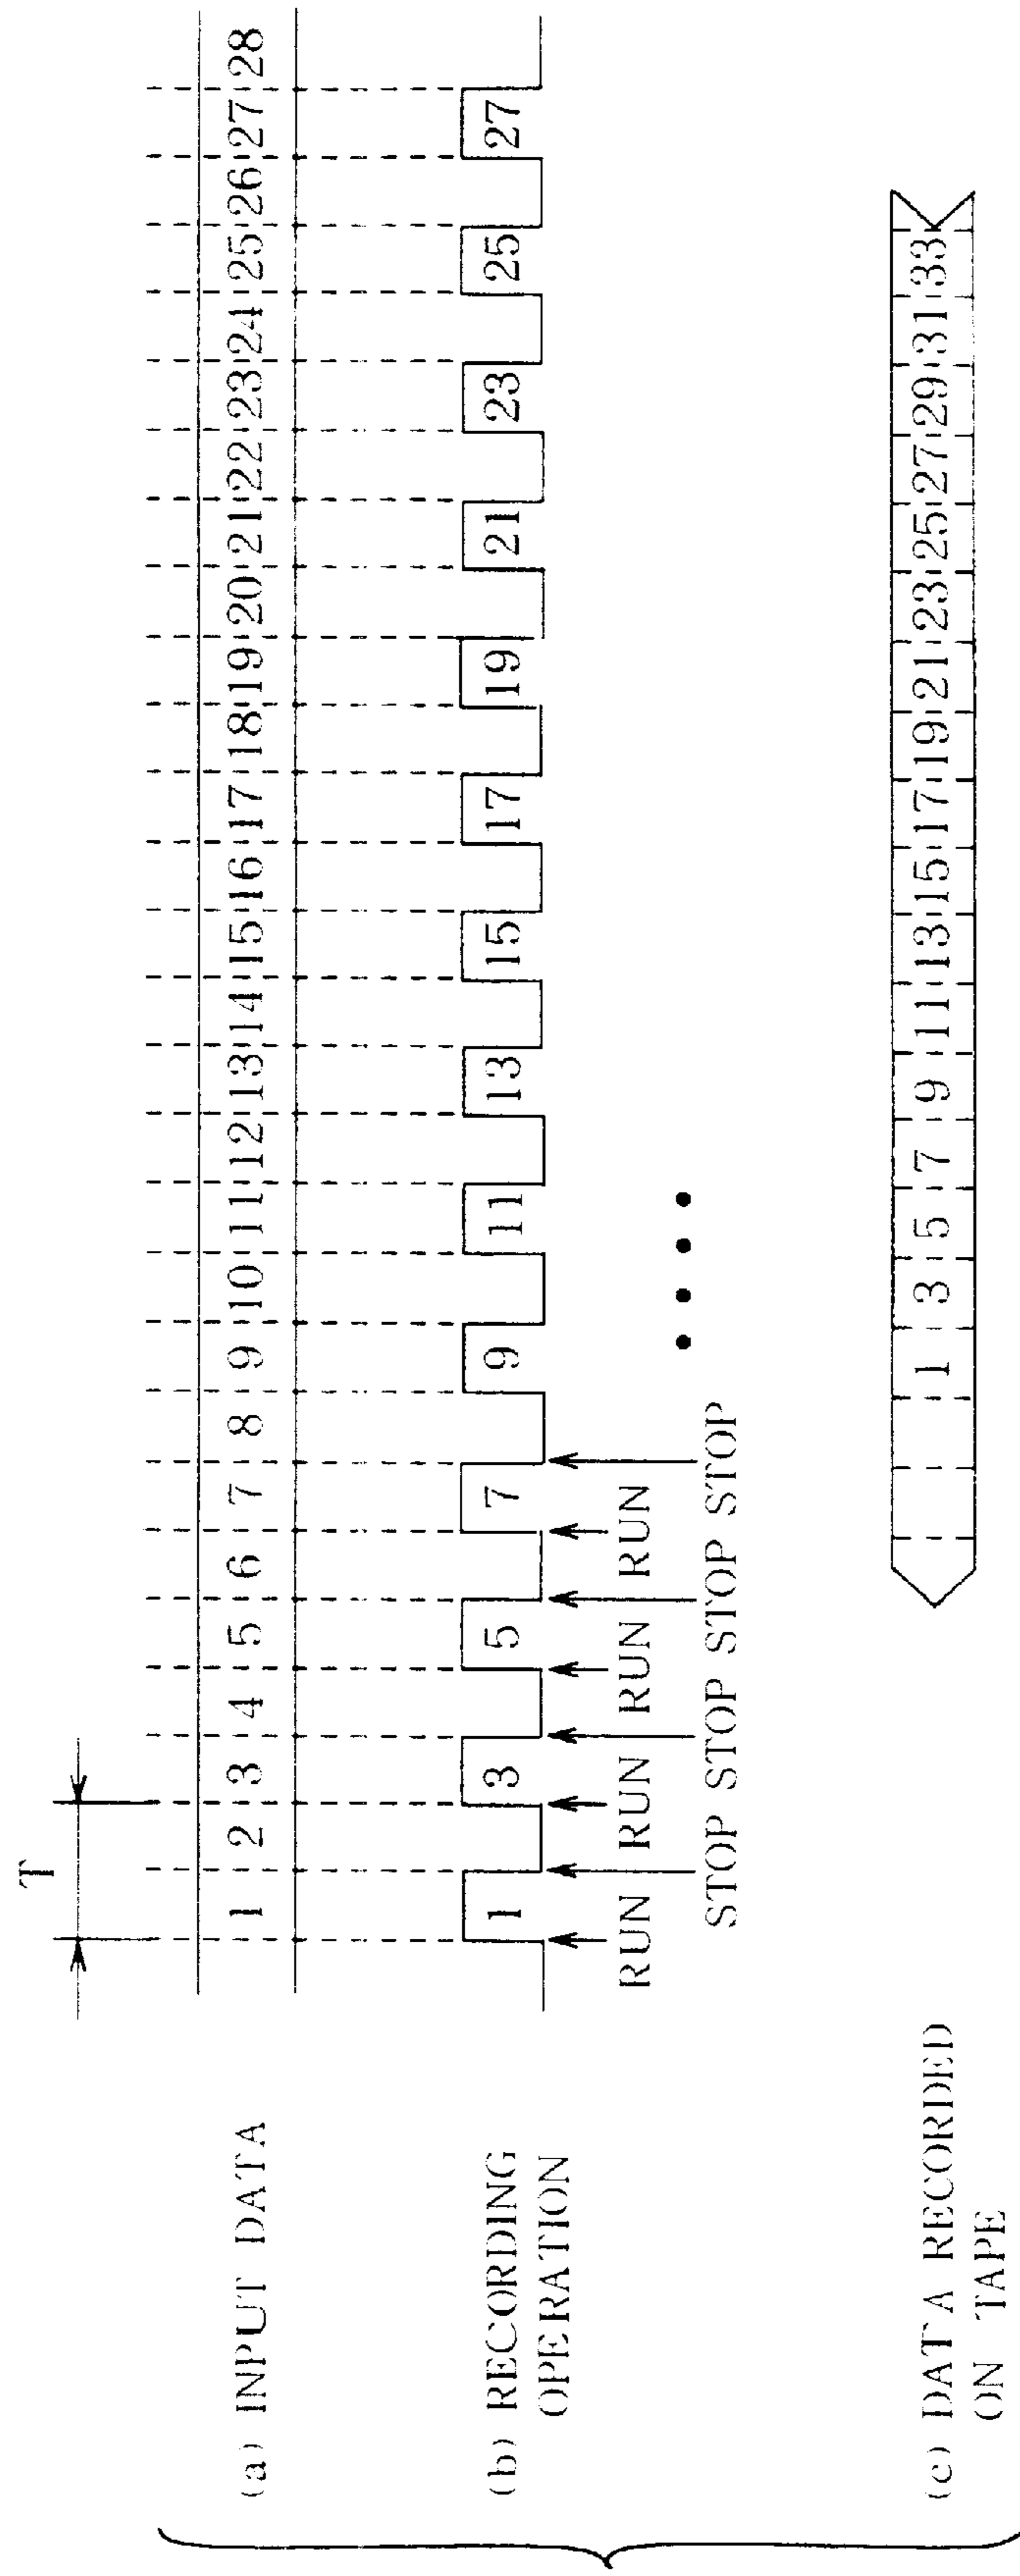 T
(a) INPUT DATA
1 2 3 4 5 6 7 8 9 10 11 12 13 14 15 16 17 18 19 20 21 22 23 24 25 26 27 28
(b) RECORDING
OPERATION
1 3 5 7 9 11 13 15 17 19 21 23 25 27
RUN RUN RUN RUN
STOP STOP STOP STOP
(c) DATA RECORDED
ON TAPE
1 3 5 7 9 11 13 15 17 19 21 23 25 27 29 31 33